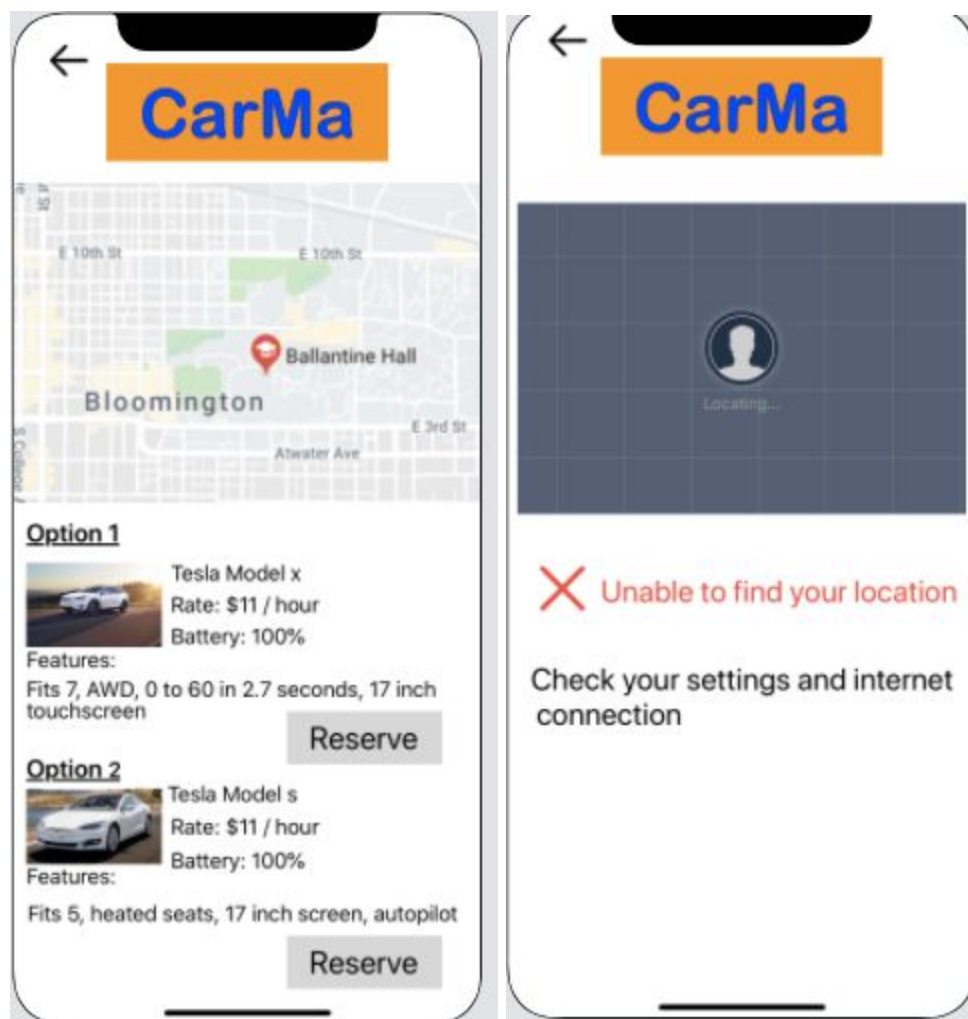 CarMa
E 10th St
E 10th St
Ballantine Hall
Bloomington
E 3rd St
Atwater Ave
Option 1
Tesla Model x
Rate: $11 / hour
Battery: 100%
Features:
Fits 7, AWD, 0 to 60 in 2.7 seconds, 17 inch
touchscreen
Reserve
Option 2
Tesla Model s
Rate: $11 / hour
Battery: 100%
Features:
Fits 5, heated seats, 17 inch screen, autopilot
Reserve
CarMa
Locating...
Unable to find your location
Check your settings and internet
connection